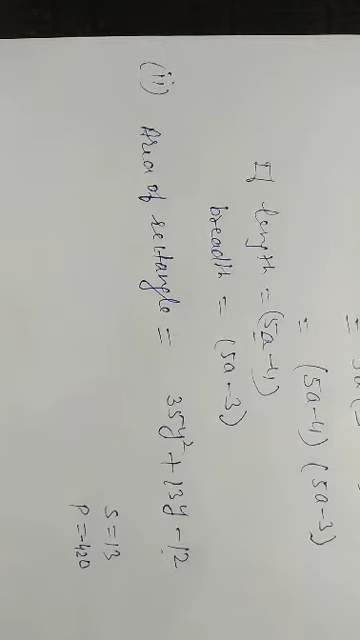 = (5a-4) (5a-3)
If length = (5a-4)
breadth = (5a-3)
(ii) Area of rectangle = 35y² + 13y - 12
S = 13
P = -420